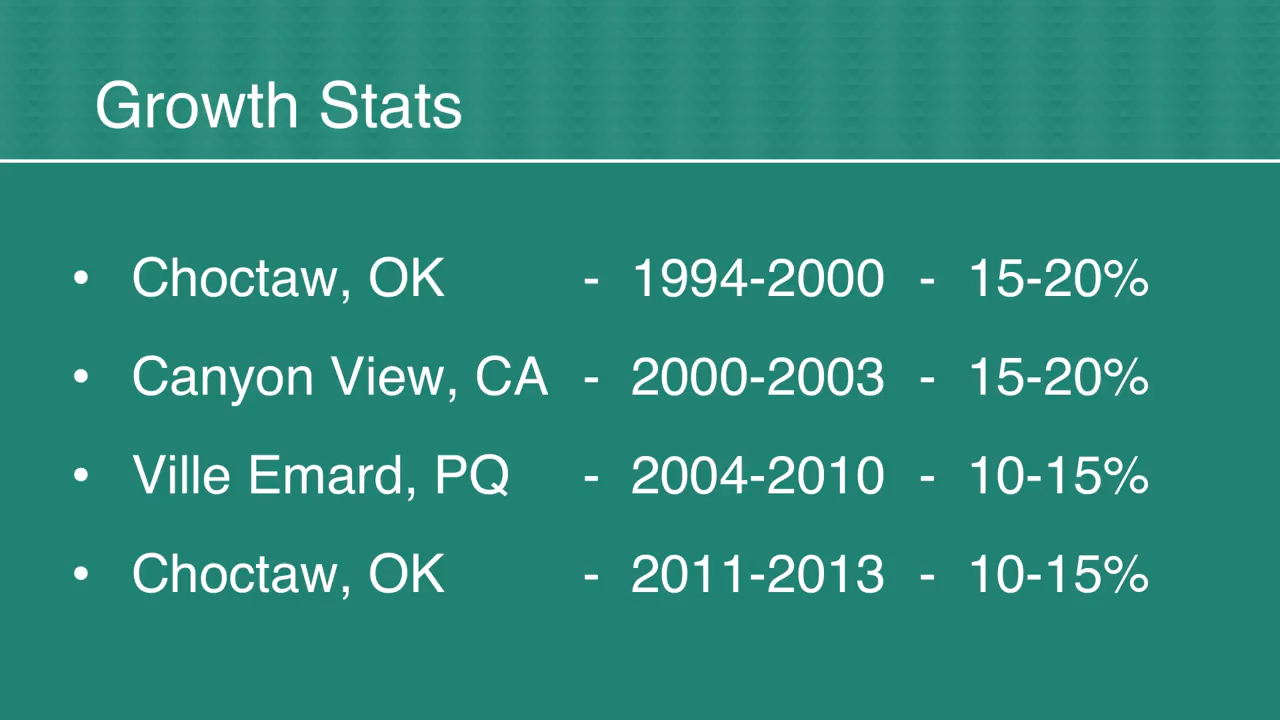 Growth Stats
• Choctaw, OK - 1994-2000 - 15-20%
• Canyon View, CA - 2000-2003 - 15-20%
• Ville Emard, PQ - 2004-2010 - 10-15%
• Choctaw, OK - 2011-2013 - 10-15%